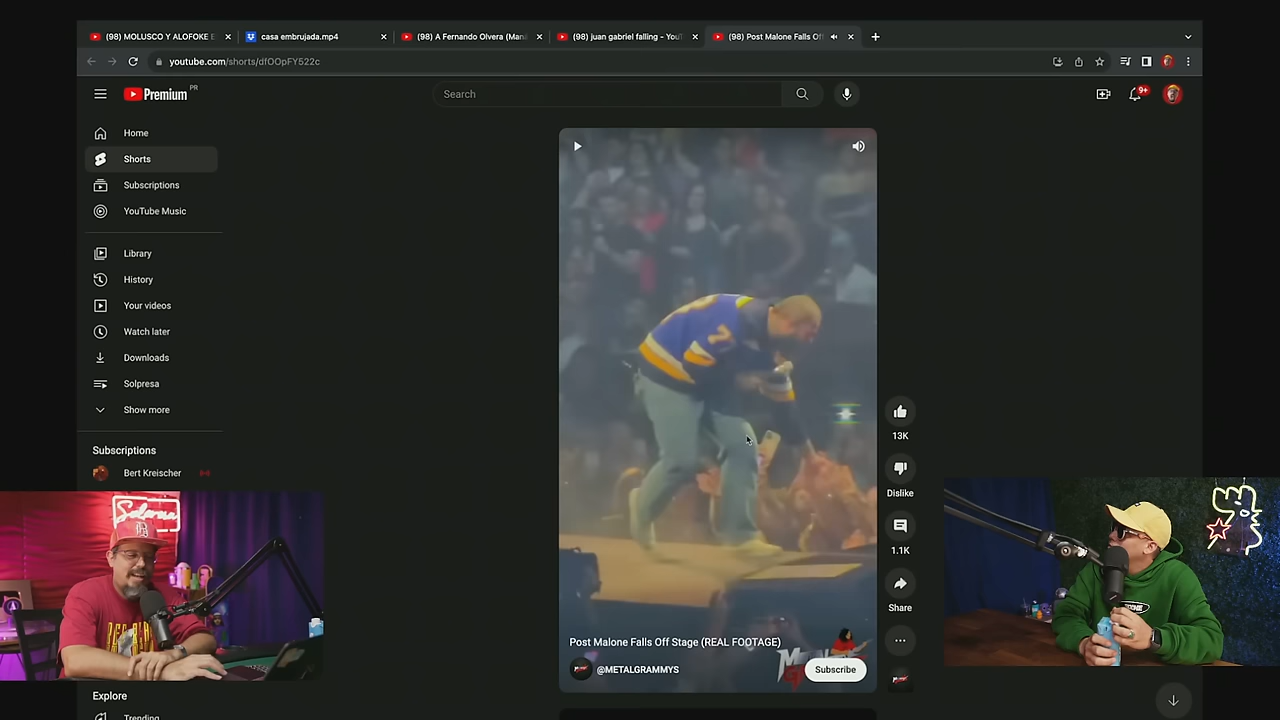 (98) MOLUSCO Y ALOFOKE E
casa embrujada.mp4
(98) A Fernando Olvera (Man
(98) juan gabriel falling - YouT
(98) Post Malone Falls Of
youtube.com/shorts/dfOOpFY522c
Premium PR
Search
9+
Home
Shorts
Subscriptions
YouTube Music
Library
History
Your videos
Watch later
Downloads
Solpresa
Show more
Subscriptions
Bert Kreischer
Explore
Trending
7
13K
Dislike
1.1K
Share
Post Malone Falls Off Stage (REAL FOOTAGE)
@METALGRAMMYS
Subscribe